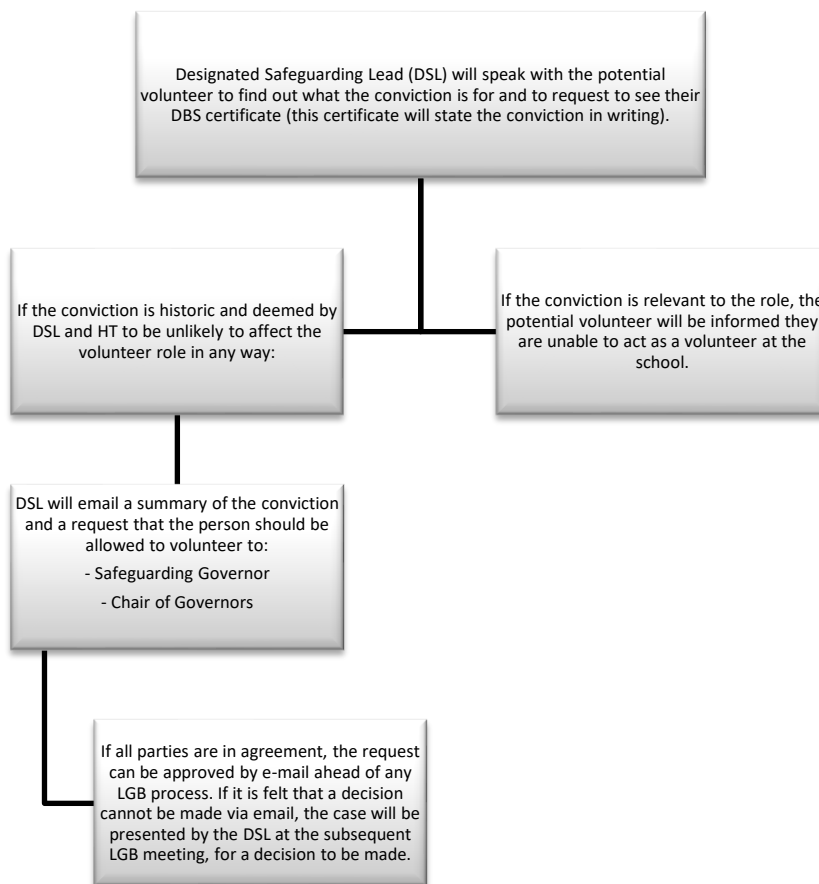 Designated Safeguarding Lead (DSL) will speak with the potential
volunteer to find out what the conviction is for and to request to see their
DBS certificate (this certificate will state the conviction in writing).
If the conviction is historic and deemed by
DSL and HT to be unlikely to affect the
volunteer role in any way:
If the conviction is relevant to the role, the
potential volunteer will be informed they
are unable to act as a volunteer at the
school.
DSL will email a summary of the conviction
and a request that the person should be
allowed to volunteer to:
- Safeguarding Governor
- Chair of Governors
If all parties are in agreement, the request
can be approved by e-mail ahead of any
LGB process. If it is felt that a decision
cannot be made via email, the case will be
presented by the DSL at the subsequent
LGB meeting, for a decision to be made.